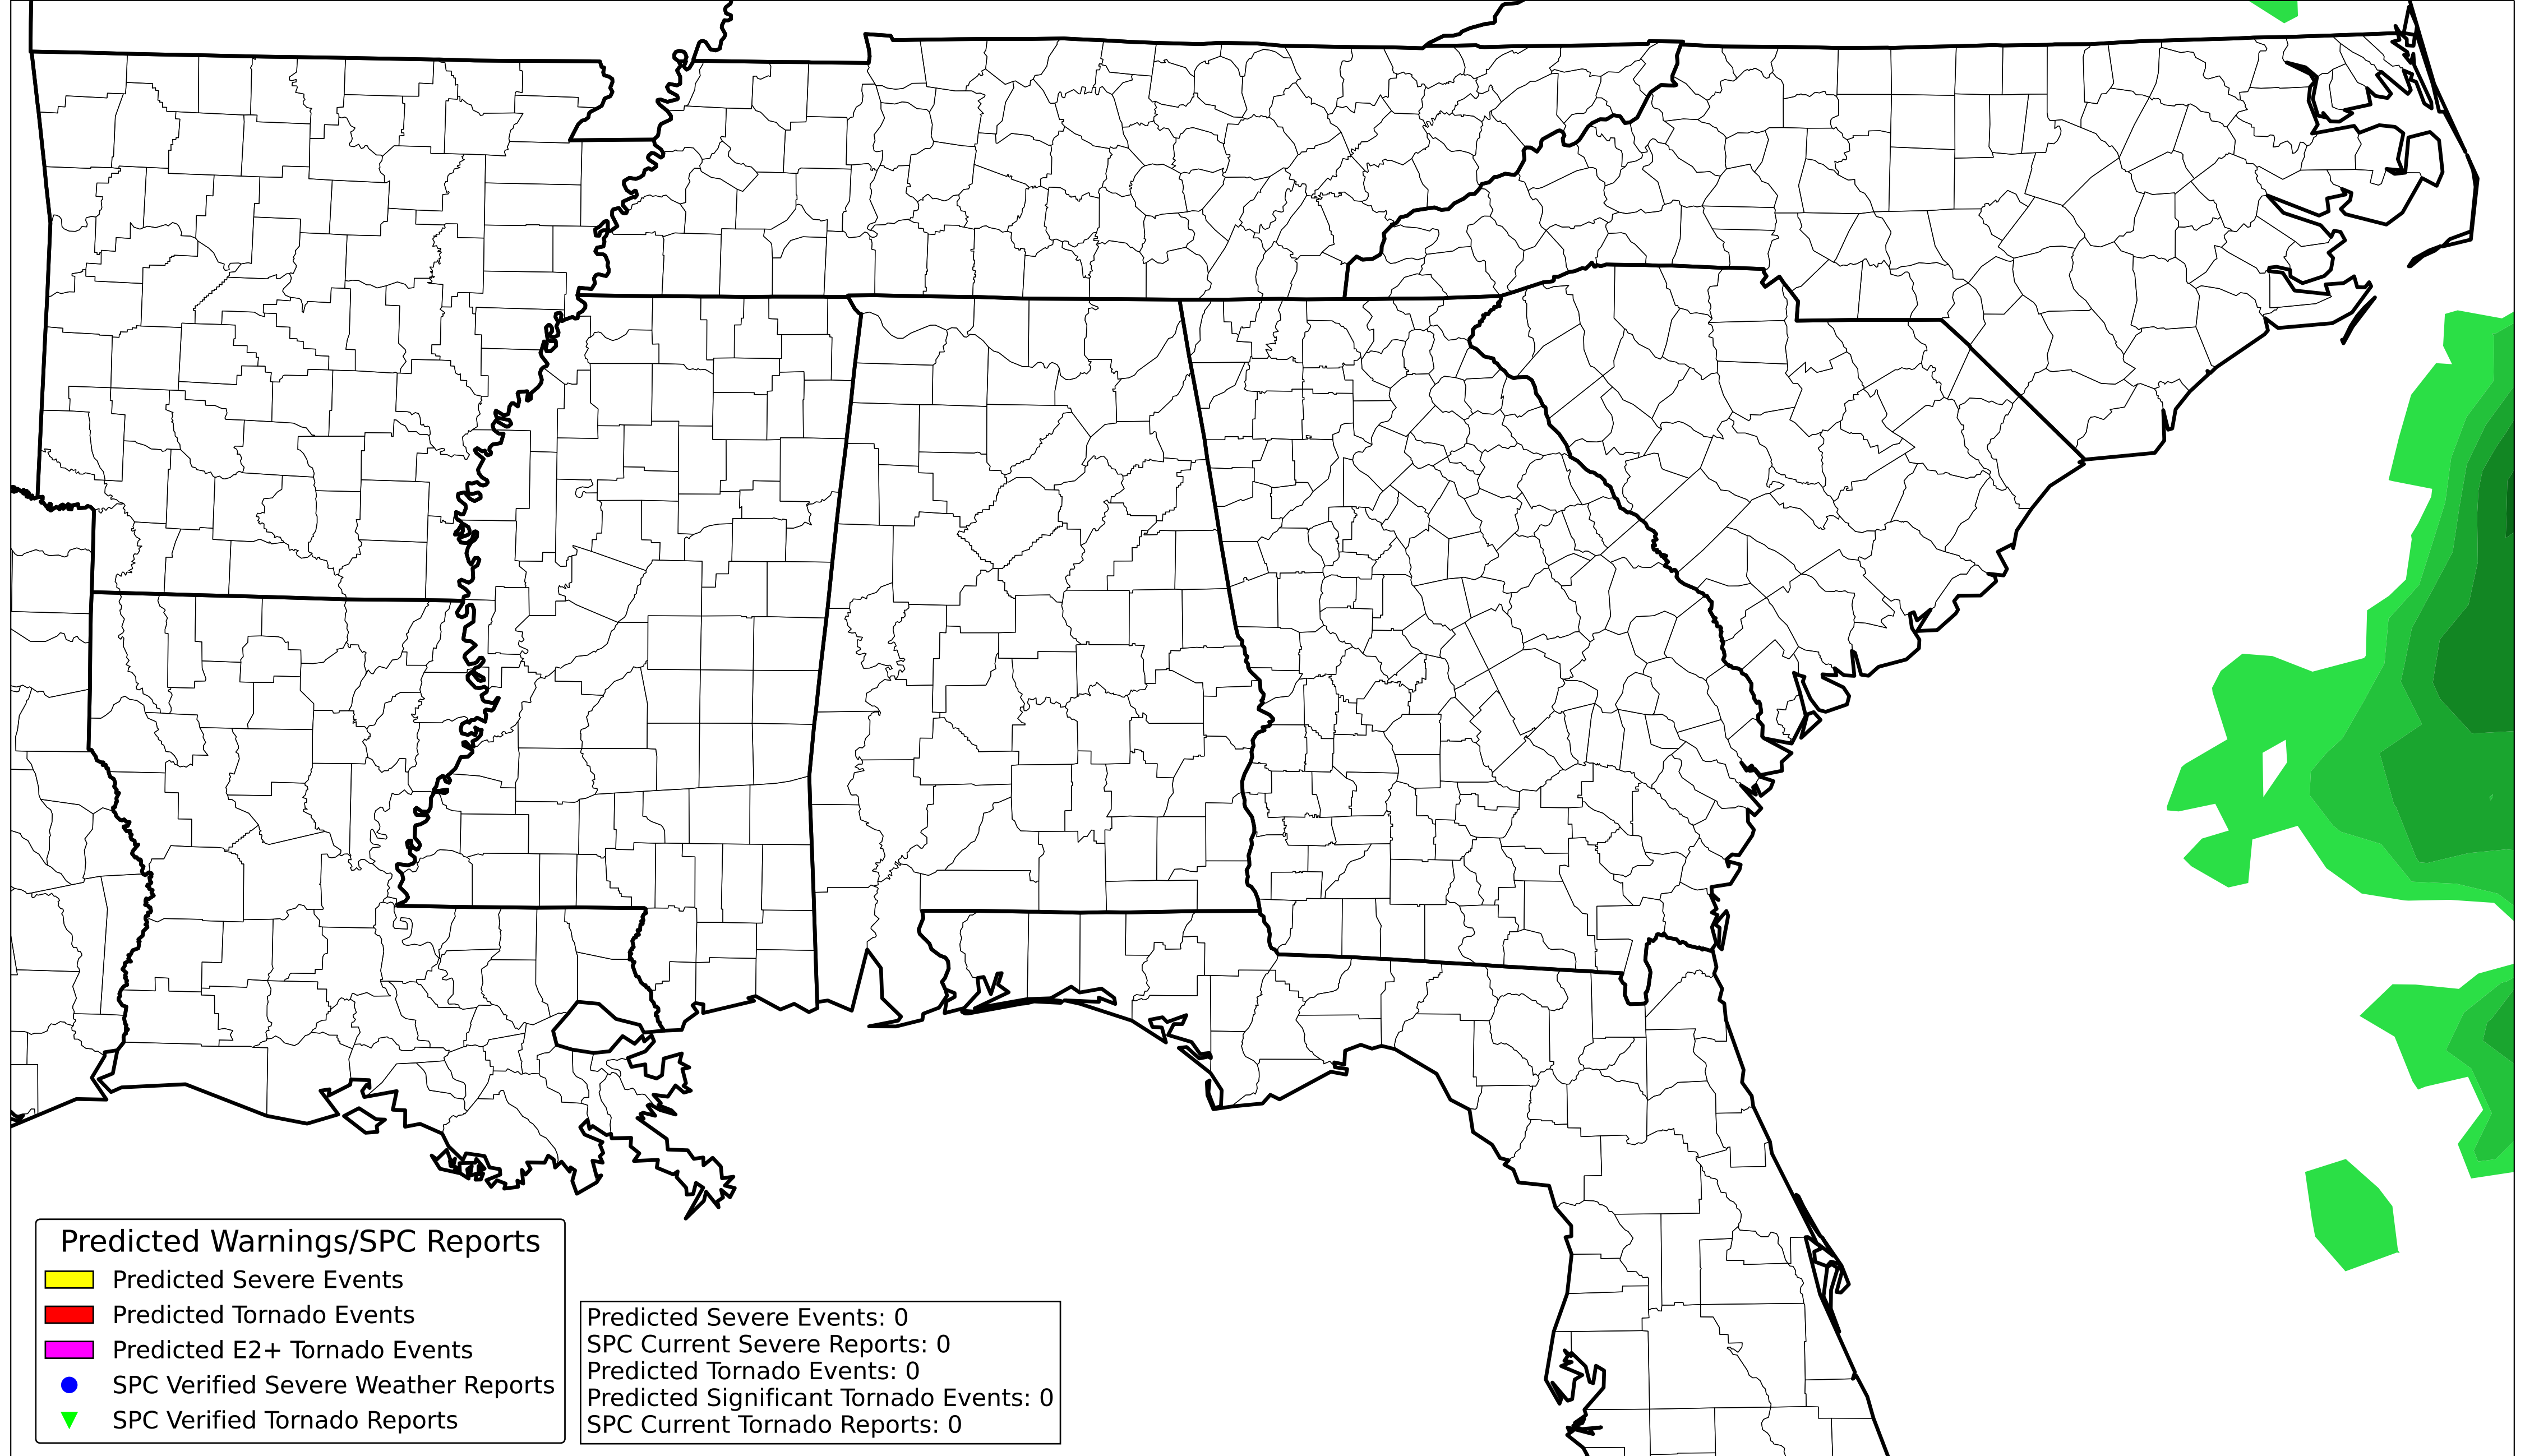 Predicted Warnings/SPC Reports
Predicted Severe Events
Predicted Tornado Events
Predicted E2+ Tornado Events
SPC Verified Severe Weather Reports
SPC Verified Tornado Reports
Predicted Severe Events: 0
SPC Current Severe Reports: 0
Predicted Tornado Events: 0
Predicted Significant Tornado Events: 0
SPC Current Tornado Reports: 0